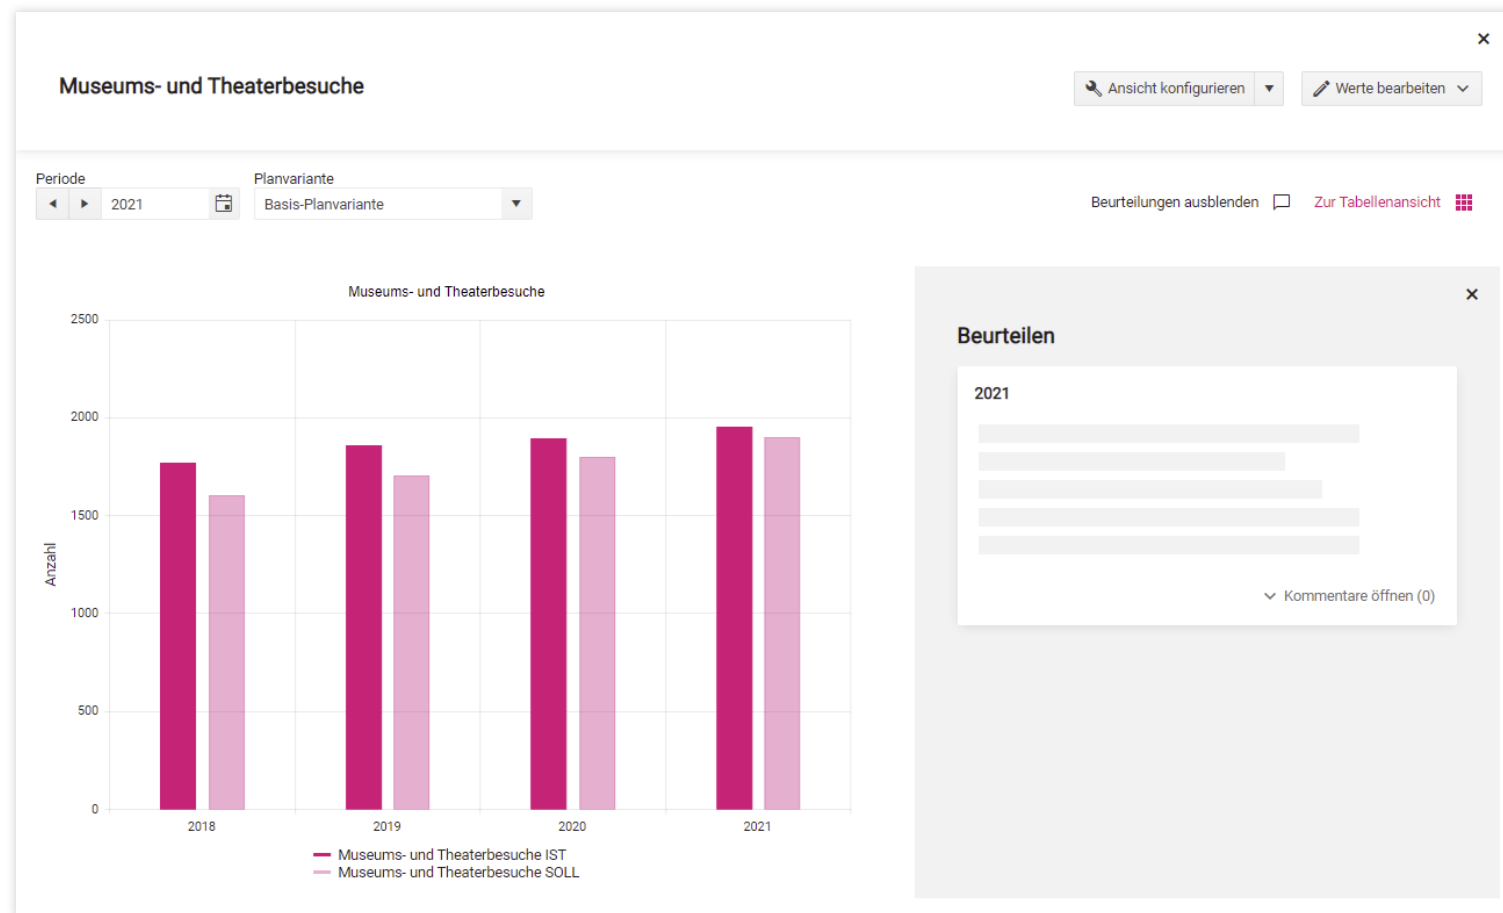 Museums- und Theaterbesuche
Ansicht konfigurieren
Werte bearbeiten
Periode
2021
Planvariante
Basis-Planvariante
Beurteilungen ausblenden
Zur Tabellenansicht
Museums- und Theaterbesuche
2500
2000
1500
1000
500
0
Anzahl
2018 2019 2020 2021
Museums- und Theaterbesuche IST
Museums- und Theaterbesuche SOLL
Beurteilen
2021
Kommentare öffnen (0)